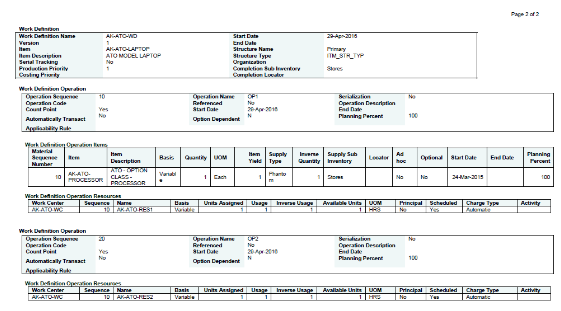 Page 2 of 2
Work Definition
Work Definition Name AK-ATO-WD Start Date 29-Apr-2016
Version 1 End Date
Item AK-ATO-LAPTOP Structure Name Primary
Item Description ATO MODEL LAPTOP Structure Type ITM_STR_TYP
Serial Tracking No Organization
Production Priority 1 Completion Sub Inventory Stores
Costing Priority Completion Locator
Work Definition Operation
Operation Sequence 10 Operation Name OP1 Serialization No
Operation Code Referenced No Operation Description
Count Point Yes Start Date 29-Apr-2016 End Date
Automatically Transact No Option Dependent N Planning Percent 100
Applicability Rule
Work Definition Operation Items
Material Sequence Number Item Item Description Basis Quantity UOM Item Yield Supply Type Inverse Quantity Supply Sub Inventory Locator Ad hoc Optional Start Date End Date Planning Percent
10 AK-ATO-PROCESSOR ATO - OPTION CLASS - PROCESSOR Variable 1 Each 1 Phantom 1 Stores No No 24-Mar-2015 100
Work Definition Operation Resources
Work Center Sequence Name Basis Units Assigned Usage Inverse Usage Available Units UOM Principal Scheduled Charge Type Activity
AK-ATO-WC 10 AK-ATO-RES1 Variable 1 1 1 1 HRS No Yes Automatic
Work Definition Operation
Operation Sequence 20 Operation Name OP2 Serialization No
Operation Code Referenced No Operation Description
Count Point Yes Start Date 29-Apr-2016 End Date
Automatically Transact No Option Dependent N Planning Percent 100
Applicability Rule
Work Definition Operation Resources
Work Center Sequence Name Basis Units Assigned Usage Inverse Usage Available Units UOM Principal Scheduled Charge Type Activity
AK-ATO-WC 10 AK-ATO-RES2 Variable 1 1 1 1 HRS No Yes Automatic